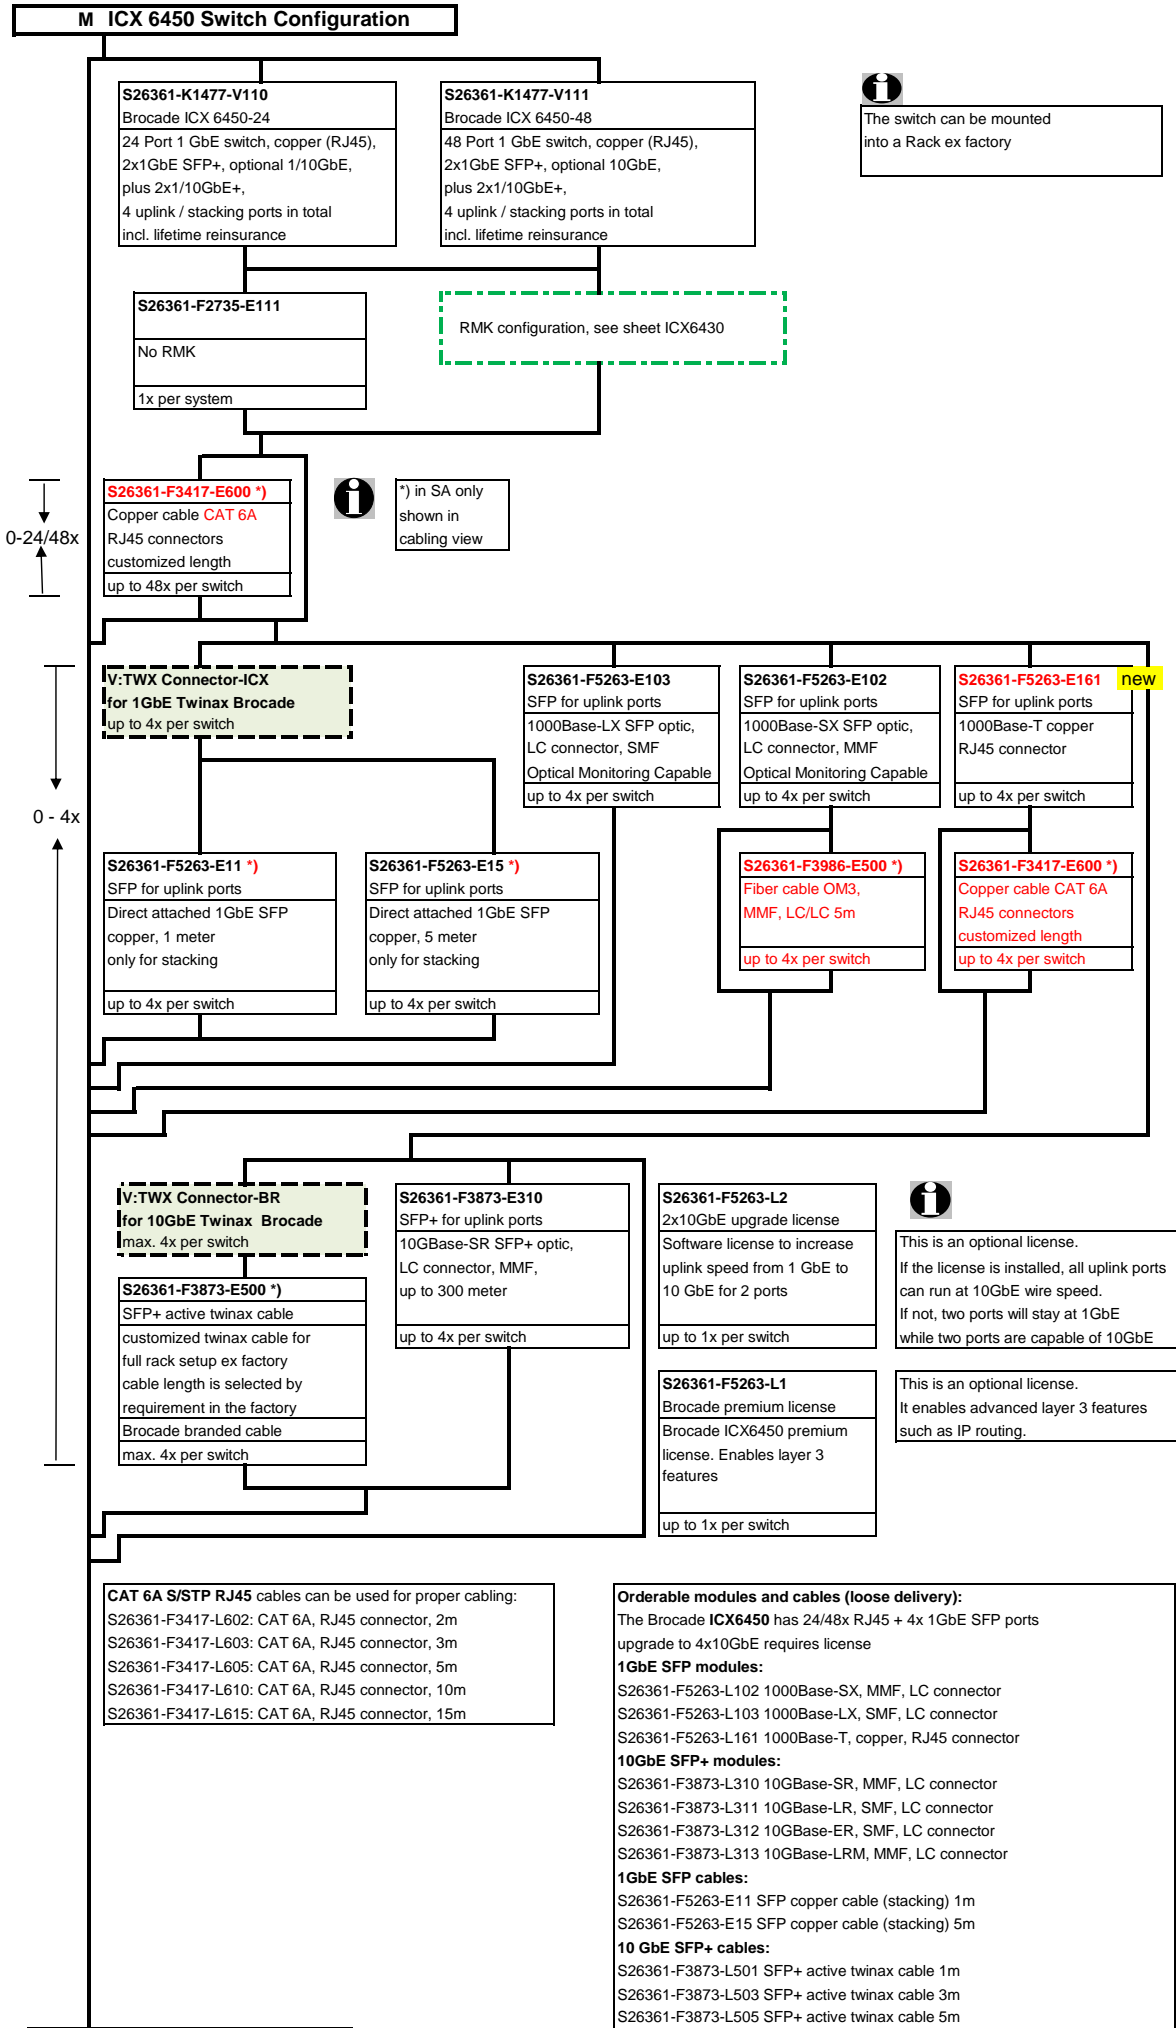 M ICX 6450 Switch Configuration
S26361-K1477-V110
Brocade ICX 6450-24
24 Port 1 GbE switch, copper (RJ45),
2x1GbE SFP+, optional 1/10GbE,
plus 2x1/10GbE+,
4 uplink / stacking ports in total
incl. lifetime reinsurance
S26361-K1477-V111
Brocade ICX 6450-48
48 Port 1 GbE switch, copper (RJ45),
2x1GbE SFP+, optional 10GbE,
plus 2x1/10GbE+,
4 uplink / stacking ports in total
incl. lifetime reinsurance
The switch can be mounted
into a Rack ex factory
S26361-F2735-E111
No RMK
1x per system
RMK configuration, see sheet ICX6430
0-24/48x
S26361-F3417-E600 *)
Copper cable CAT 6A
RJ45 connectors
customized length
up to 48x per switch
*) in SA only
shown in
cabling view
0 - 4x
V:TWX Connector-ICX
for 1GbE Twinax Brocade
up to 4x per switch
S26361-F5263-E103
SFP for uplink ports
1000Base-LX SFP optic,
LC connector, SMF
Optical Monitoring Capable
up to 4x per switch
S26361-F5263-E102
SFP for uplink ports
1000Base-SX SFP optic,
LC connector, MMF
Optical Monitoring Capable
up to 4x per switch
S26361-F5263-E161
new
SFP for uplink ports
1000Base-T copper
RJ45 connector
up to 4x per switch
S26361-F5263-E11 *)
SFP for uplink ports
Direct attached 1GbE SFP
copper, 1 meter
only for stacking
up to 4x per switch
S26361-F5263-E15 *)
SFP for uplink ports
Direct attached 1GbE SFP
copper, 5 meter
only for stacking
up to 4x per switch
S26361-F3986-E500 *)
Fiber cable OM3,
MMF, LC/LC 5m
up to 4x per switch
S26361-F3417-E600 *)
Copper cable CAT 6A
RJ45 connectors
customized length
up to 4x per switch
V:TWX Connector-BR
for 10GbE Twinax Brocade
max. 4x per switch
S26361-F3873-E500 *)
SFP+ active twinax cable
customized twinax cable for
full rack setup ex factory
cable length is selected by
requirement in the factory
Brocade branded cable
max. 4x per switch
S26361-F3873-E310
SFP+ for uplink ports
10GBase-SR SFP+ optic,
LC connector, MMF,
up to 300 meter
up to 4x per switch
S26361-F5263-L2
2x10GbE upgrade license
Software license to increase
uplink speed from 1 GbE to
10 GbE for 2 ports
up to 1x per switch
This is an optional license.
If the license is installed, all uplink ports
can run at 10GbE wire speed.
If not, two ports will stay at 1GbE
while two ports are capable of 10GbE
S26361-F5263-L1
Brocade premium license
Brocade ICX6450 premium
license. Enables layer 3
features
up to 1x per switch
This is an optional license.
It enables advanced layer 3 features
such as IP routing.
CAT 6A S/STP RJ45 cables can be used for proper cabling:
S26361-F3417-L602: CAT 6A, RJ45 connector, 2m
S26361-F3417-L603: CAT 6A, RJ45 connector, 3m
S26361-F3417-L605: CAT 6A, RJ45 connector, 5m
S26361-F3417-L610: CAT 6A, RJ45 connector, 10m
S26361-F3417-L615: CAT 6A, RJ45 connector, 15m
Orderable modules and cables (loose delivery):
The Brocade ICX6450 has 24/48x RJ45 + 4x 1GbE SFP ports
upgrade to 4x10GbE requires license
1GbE SFP modules:
S26361-F5263-L102 1000Base-SX, MMF, LC connector
S26361-F5263-L103 1000Base-LX, SMF, LC connector
S26361-F5263-L161 1000Base-T, copper, RJ45 connector
10GbE SFP+ modules:
S26361-F3873-L310 10GBase-SR, MMF, LC connector
S26361-F3873-L311 10GBase-LR, SMF, LC connector
S26361-F3873-L312 10GBase-ER, SMF, LC connector
S26361-F3873-L313 10GBase-LRM, MMF, LC connector
1GbE SFP cables:
S26361-F5263-E11 SFP copper cable (stacking) 1m
S26361-F5263-E15 SFP copper cable (stacking) 5m
10 GbE SFP+ cables:
S26361-F3873-L501 SFP+ active twinax cable 1m
S26361-F3873-L503 SFP+ active twinax cable 3m
S26361-F3873-L505 SFP+ active twinax cable 5m